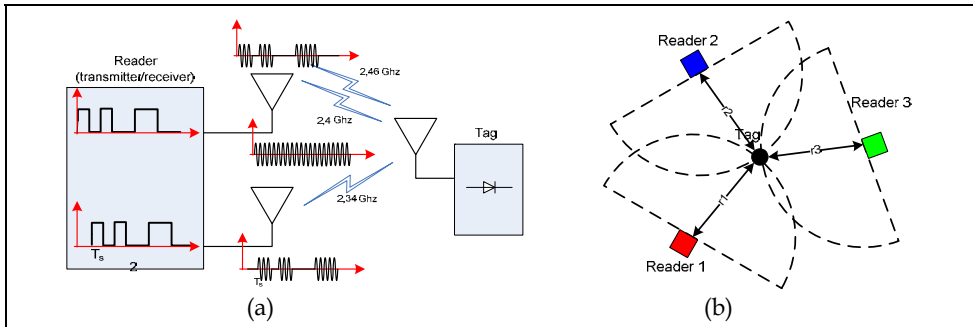 Reader
(transmitter/receiver)
2,46 Ghz
2,4 Ghz
Tag
2,34 Ghz
Ts
2
Ts
(a)
Reader 2
Reader 3
r2
Tag
r3
r1
Reader 1
(b)